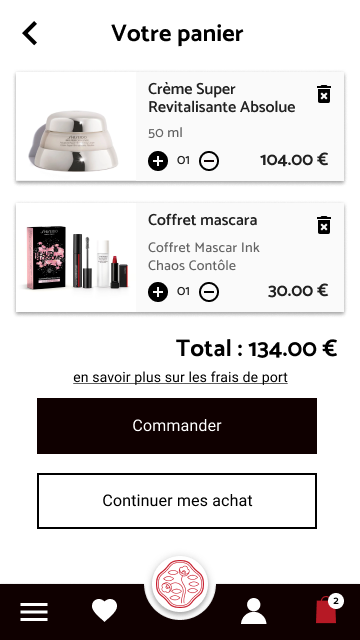 Votre panier
Crème Super
Revitalisante Absolue
50 ml
01
104.00 €
Coffret mascara
Coffret Mascar Ink
Chaos Contôle
01
30.00 €
Total : 134.00 €
en savoir plus sur les frais de port
Commander
Continuer mes achat
2